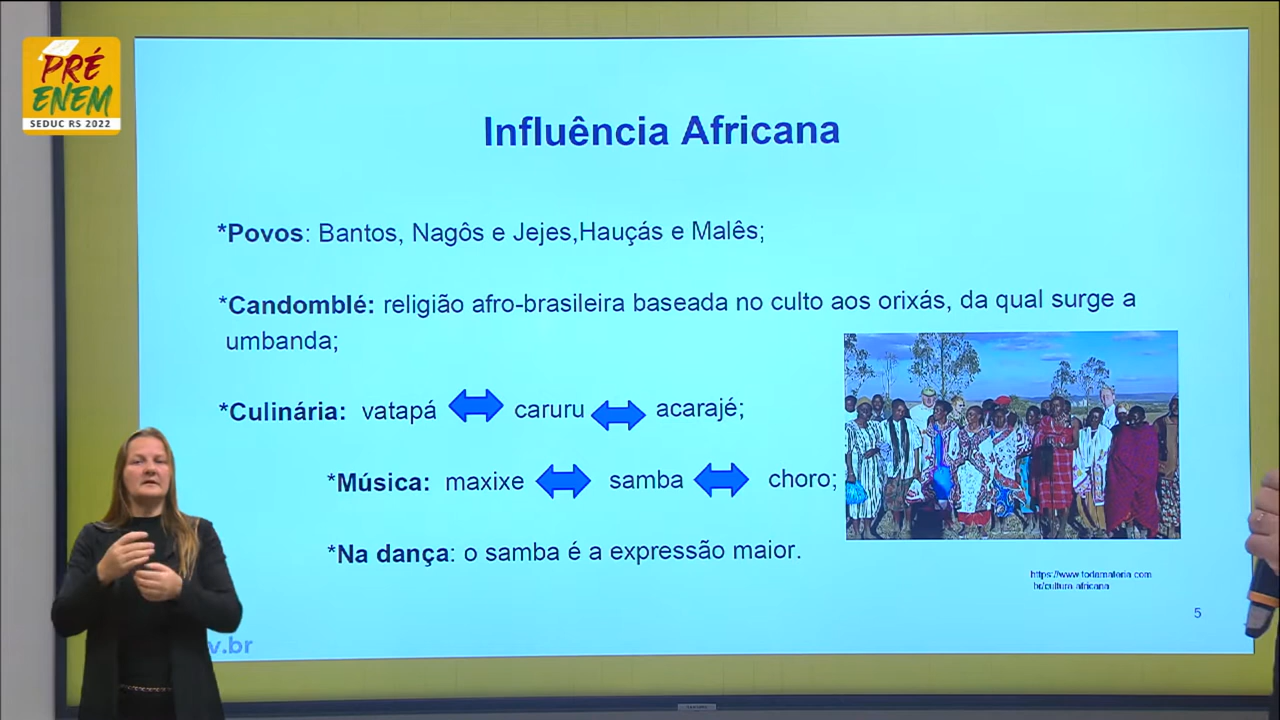 PRÉ
ENEM
SEDUC RS 2022
Influência Africana
*Povos: Bantos, Nagôs e Jejes,Hauçás e Malês;
*Candomblé: religião afro-brasileira baseada no culto aos orixás, da qual surge a
umbanda;
*Culinária: vatapá caruru acarajé;
*Música: maxixe samba choro;
*Na dança: o samba é a expressão maior.
https://www.todamateria.com
br/cultura-africana
5
v.br